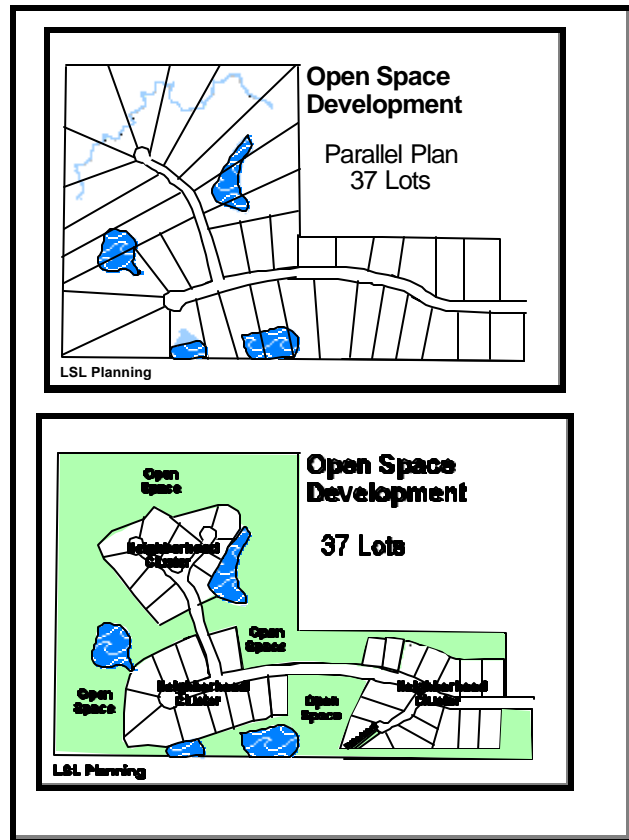 Open Space
Development
Parallel Plan
37 Lots
LSL Planning
Open Space
Development
37 Lots
Open
Space
Neighborhood
Cluster
Open
Space
Open
Space
Neighborhood
Cluster
Open
Space
Neighborhood
Cluster
LSL Planning